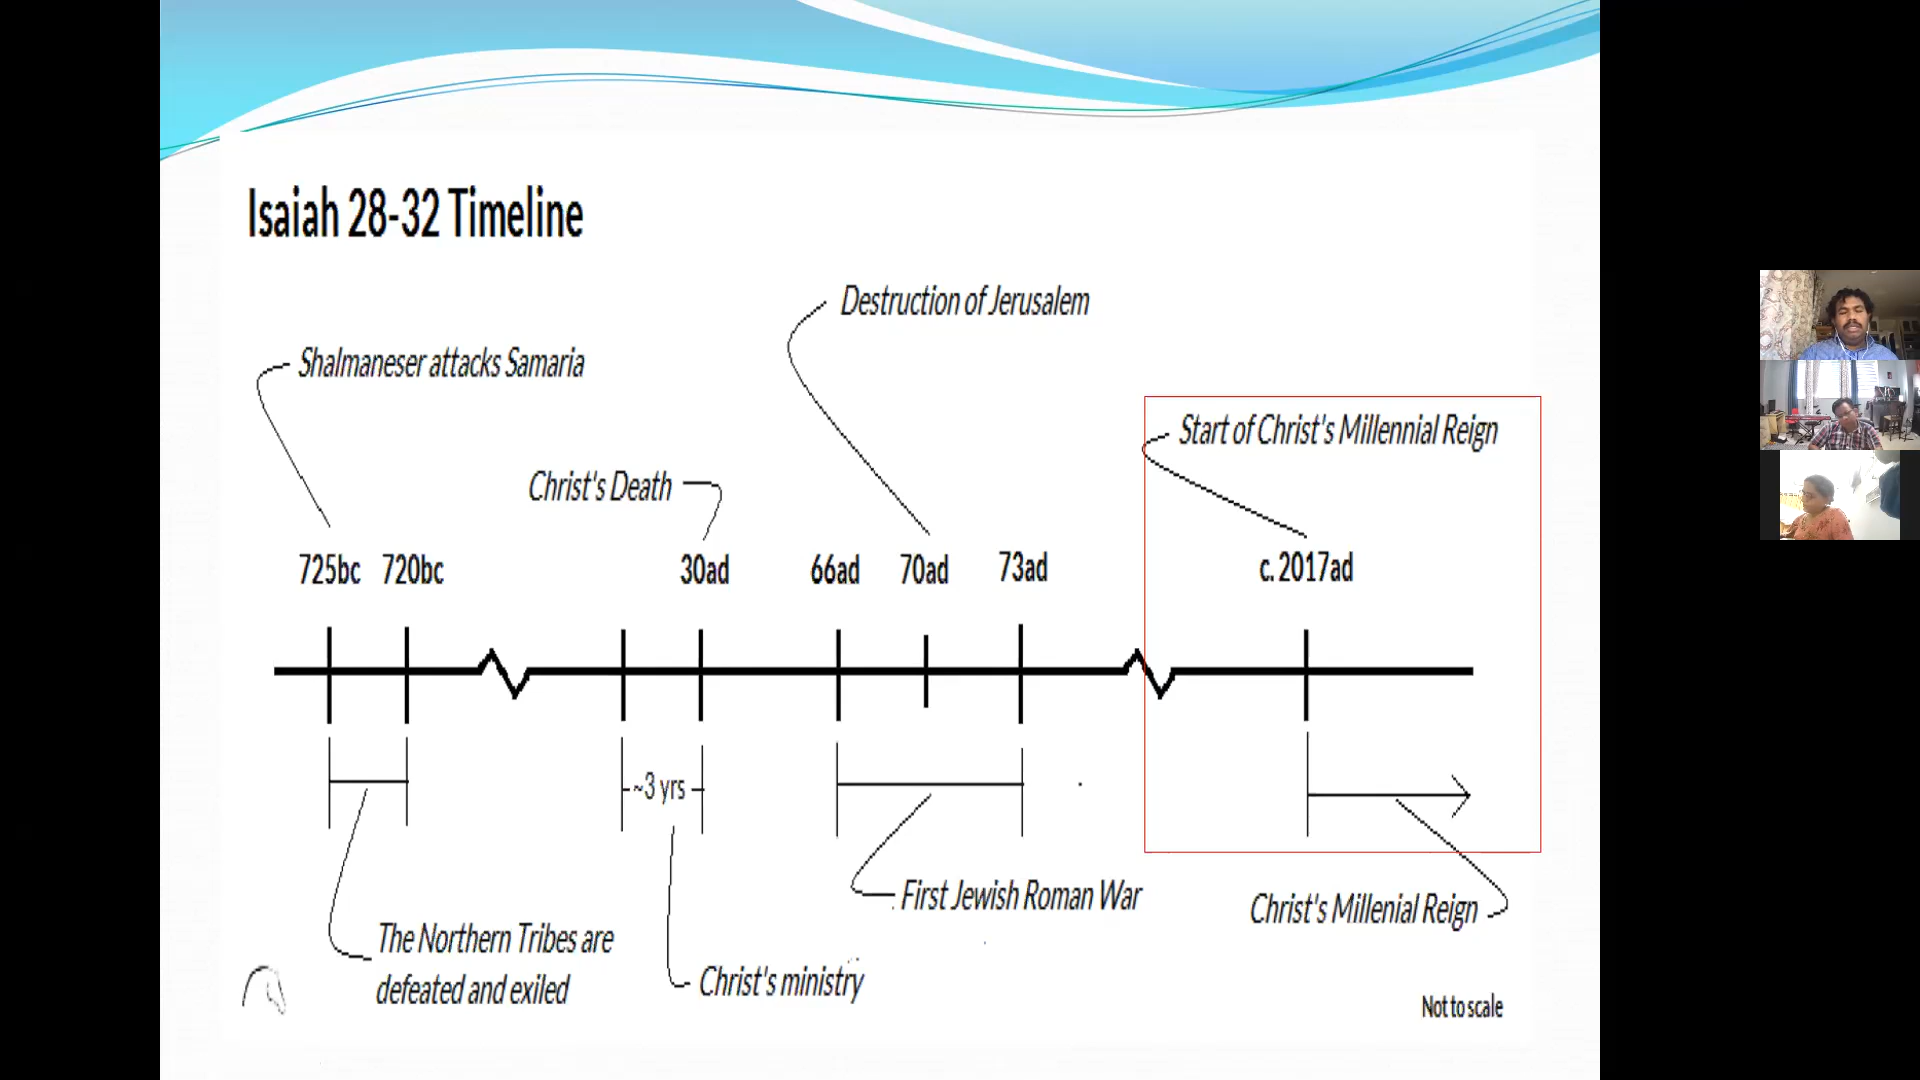 Isaiah 28-32 Timeline
Destruction of Jerusalem
Shalmaneser attacks Samaria
Start of Christ's Millennial Reign
Christ's Death
725bc 720bc 30ad 66ad 70ad 73ad c. 2017ad
~3 yrs
First Jewish Roman War
Christ's Millenial Reign
The Northern Tribes are
defeated and exiled
Christ's ministry
Not to scale